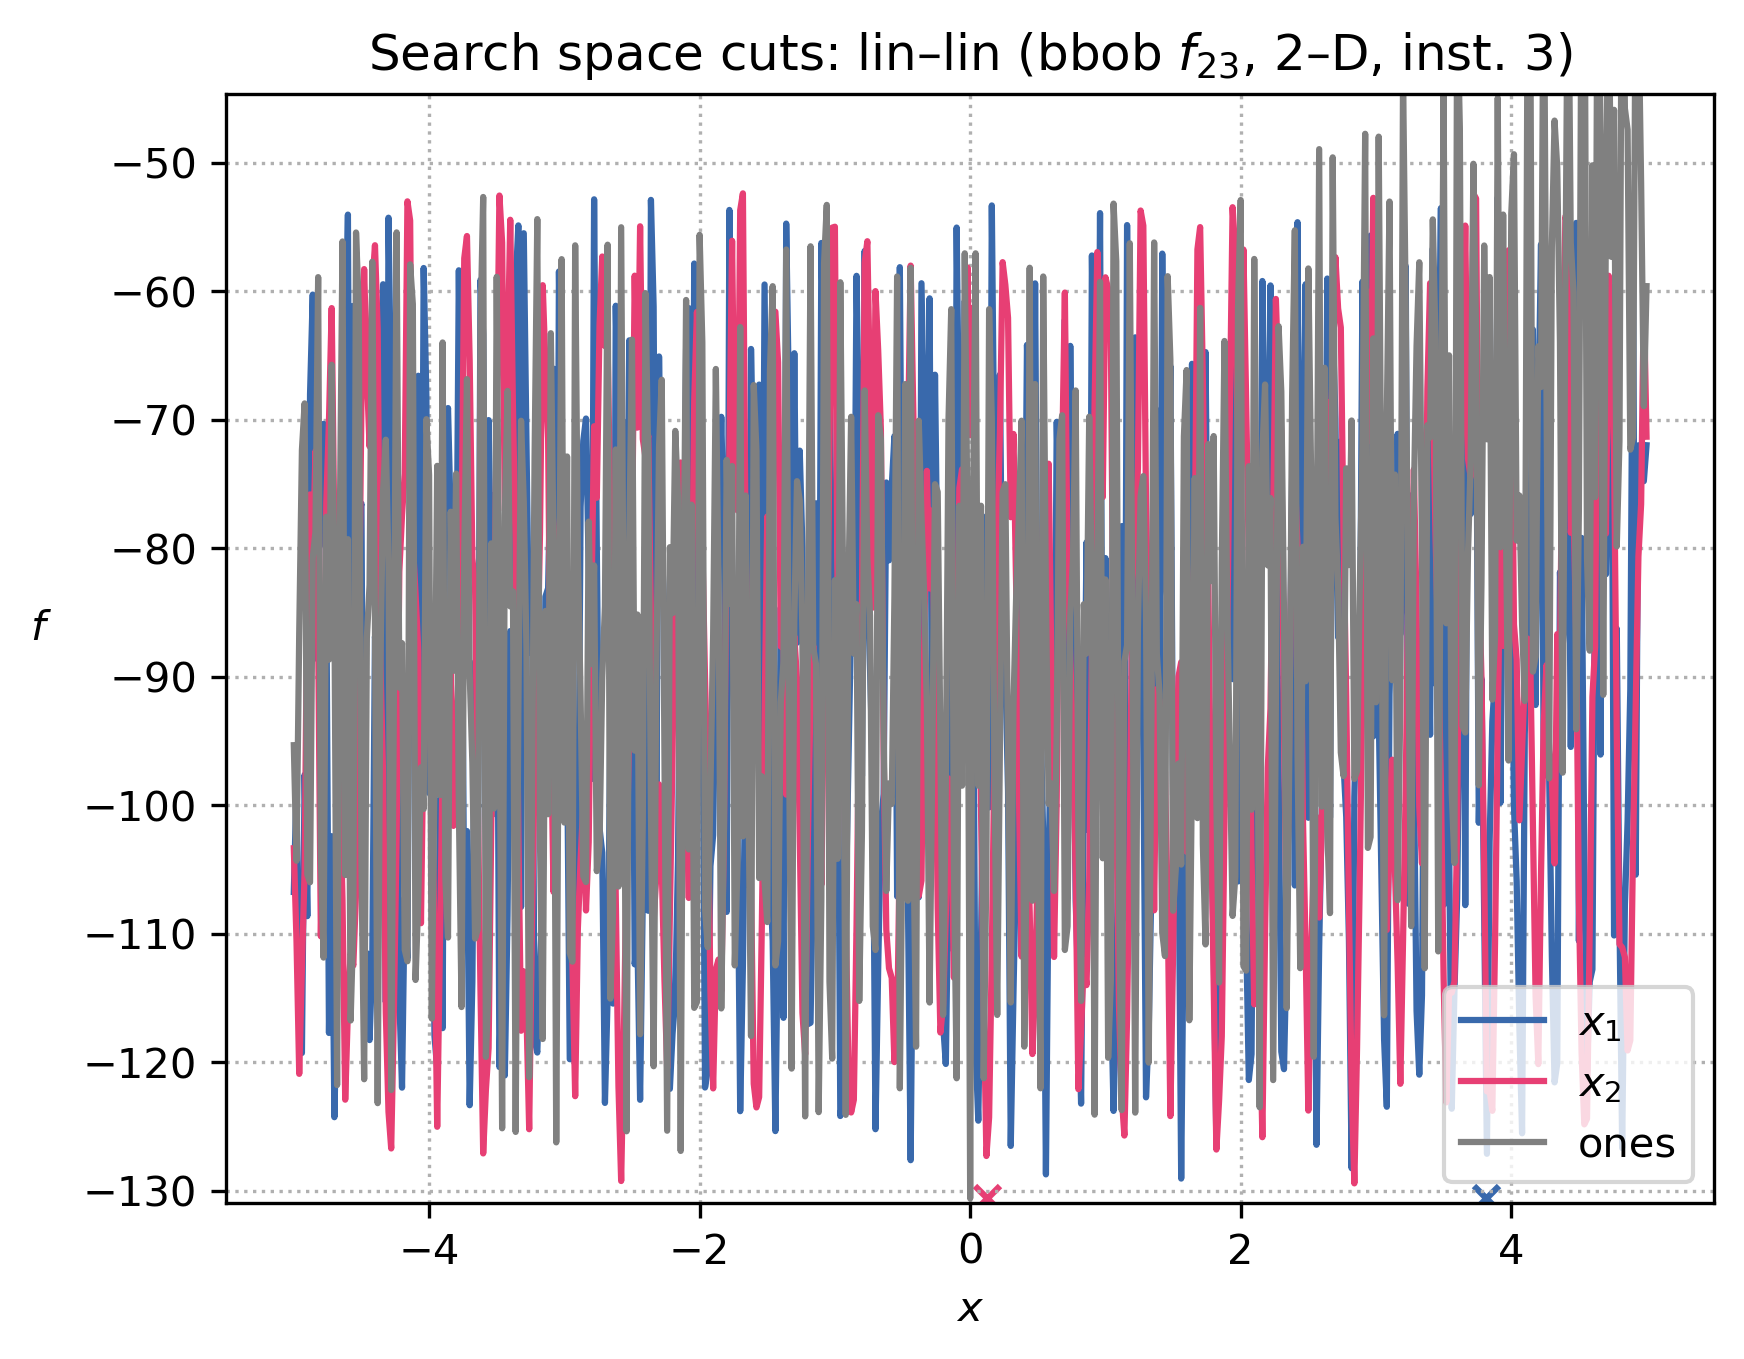 Search space cuts: lin–lin (bbob f₂₃, 2–D, inst. 3)
−50
−60
−70
−80
−90
−100
−110
−120
−130
f
x₁
x₂
ones
−4
−2
0
2
4
x